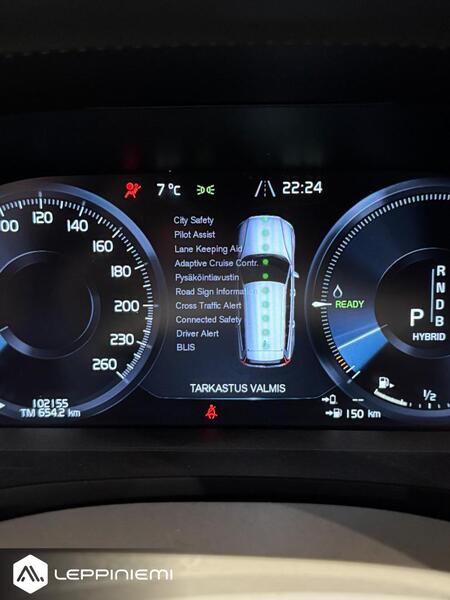 7 °C
22:24
100 120 140
160
180
200
230
260
City Safety
Pilot Assist
Lane Keeping Aid
Adaptive Cruise Contr.
Pysäköintiavustin
Road Sign Information
Cross Traffic Alert
Connected Safety
Driver Alert
BLIS
TARKASTUS VALMIS
102155
TM 654.2 km
READY
P
R
N
D
B
HYBRID
1/2
--
150 km
LEPPINIEMI